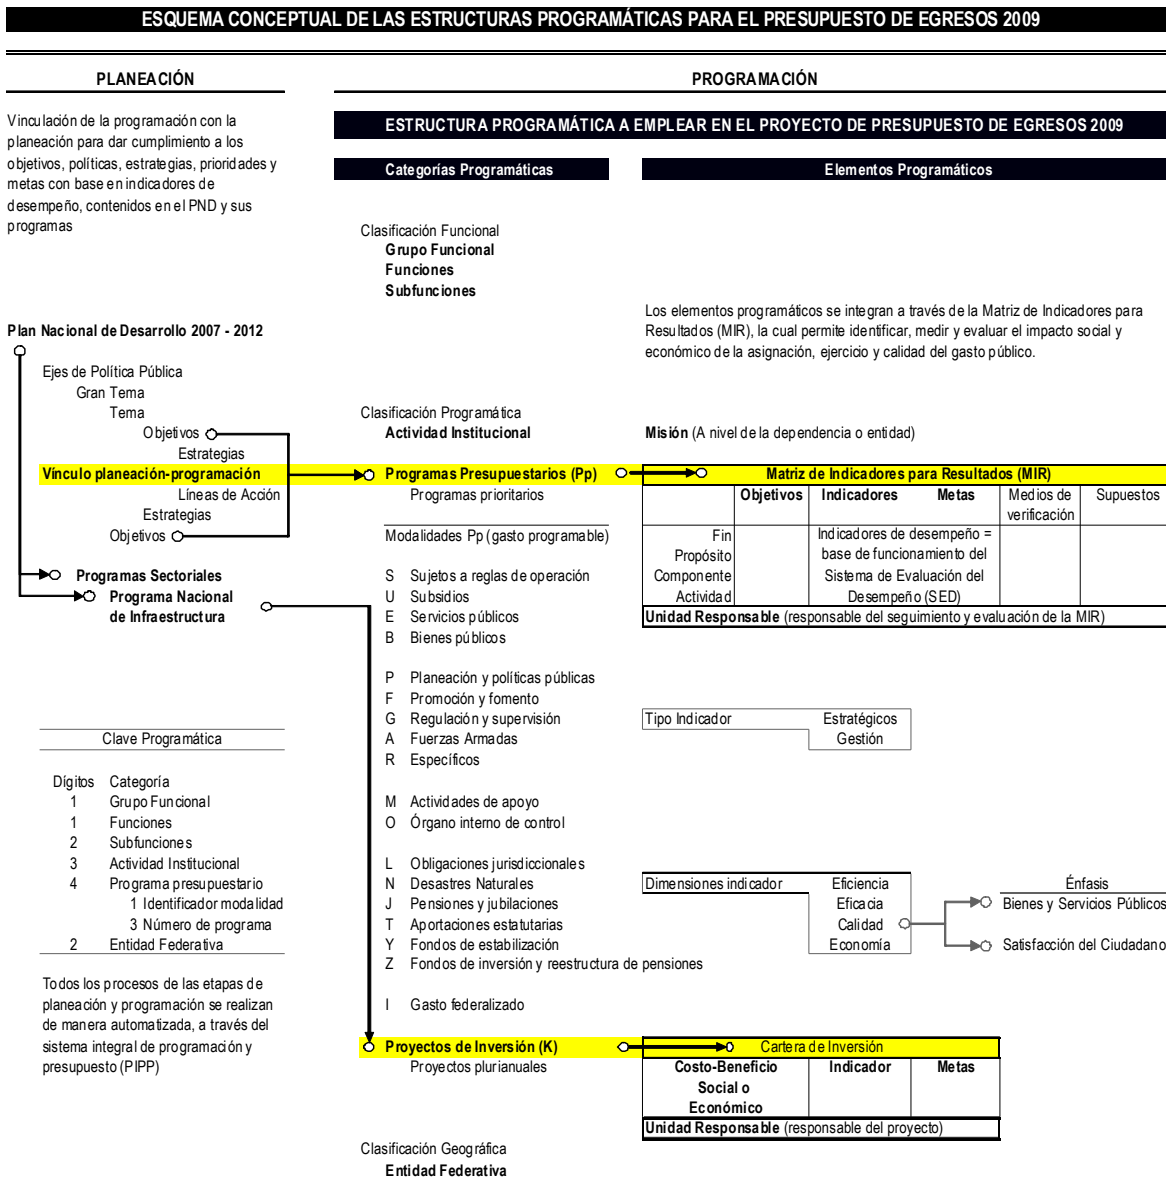 ESQUEMA CONCEPTUAL DE LAS ESTRUCTURAS PROGRAMÁTICAS PARA EL PRESUPUESTO DE EGRESOS 2009
PLANEACIÓN
Vinculación de la programación con la
planeación para dar cumplimiento a los
objetivos, políticas, estrategias, prioridades y
metas con base en indicadores de
desempeño, contenidos en el PND y sus
programas
Plan Nacional de Desarrollo 2007 - 2012
Ejes de Política Pública
Gran Tema
Tema
Objetivos
Estrategias
Vínculo planeación-programación
Líneas de Acción
Estrategias
Objetivos
Programas Sectoriales
Programa Nacional
de Infraestructura
Clave Programática
Dígitos Categoría
1 Grupo Funcional
1 Funciones
2 Subfunciones
3 Actividad Institucional
4 Programa presupuestario
1 Identificador modalidad
3 Número de programa
2 Entidad Federativa
Todos los procesos de las etapas de
planeación y programación se realizan
de manera automatizada, a través del
sistema integral de programación y
presupuesto (PIPP)
PROGRAMACIÓN
ESTRUCTURA PROGRAMÁTICA A EMPLEAR EN EL PROYECTO DE PRESUPUESTO DE EGRESOS 2009
Categorías Programáticas
Clasificación Funcional
Grupo Funcional
Funciones
Subfunciones
Clasificación Programática
Actividad Institucional
Programas Presupuestarios (Pp)
Programas prioritarios
Modalidades Pp (gasto programable)
S Sujetos a reglas de operación
U Subsidios
E Servicios públicos
B Bienes públicos
P Planeación y políticas públicas
F Promoción y fomento
G Regulación y supervisión
A Fuerzas Armadas
R Específicos
M Actividades de apoyo
O Órgano interno de control
L Obligaciones jurisdiccionales
N Desastres Naturales
J Pensiones y jubilaciones
T Aportaciones estatutarias
Y Fondos de estabilización
Z Fondos de inversión y reestructura de pensiones
I Gasto federalizado
Proyectos de Inversión (K)
Proyectos plurianuales
Clasificación Geográfica
Entidad Federativa
Elementos Programáticos
Los elementos programáticos se integran a través de la Matriz de Indicadores para
Resultados (MIR), la cual permite identificar, medir y evaluar el impacto social y
económico de la asignación, ejercicio y calidad del gasto público.
Misión (A nivel de la dependencia o entidad)
Matriz de Indicadores para Resultados (MIR)
Objetivos Indicadores Metas Medios de Supuestos
verificación
Fin Indicadores de desempeño =
Propósito base de funcionamiento del
Componente Sistema de Evaluación del
Actividad Desempeño (SED)
Unidad Responsable (responsable del seguimiento y evaluación de la MIR)
Tipo Indicador Estratégicos
Gestión
Dimensiones indicador Eficiencia Énfasis
Eficacia Bienes y Servicios Públicos
Calidad
Economía Satisfacción del Ciudadano
Cartera de Inversión
Costo-Beneficio Indicador Metas
Social o
Económico
Unidad Responsable (responsable del proyecto)